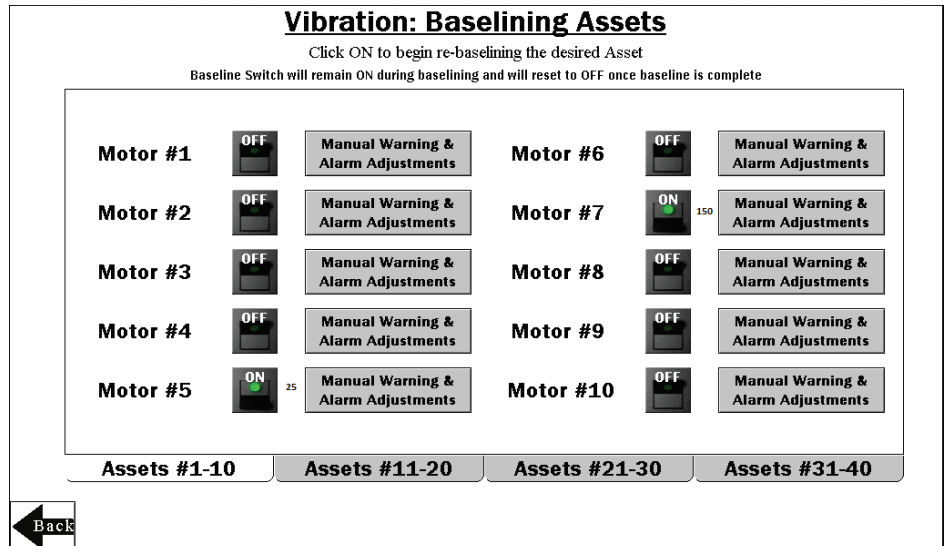 Vibration: Baselining Assets
Click ON to begin re-baselining the desired Asset
Baseline Switch will remain ON during baselining and will reset to OFF once baseline is complete
Motor #1
OFF
Manual Warning &
Alarm Adjustments
Motor #6
OFF
Manual Warning &
Alarm Adjustments
Motor #2
OFF
Manual Warning &
Alarm Adjustments
Motor #7
ON
150
Manual Warning &
Alarm Adjustments
Motor #3
OFF
Manual Warning &
Alarm Adjustments
Motor #8
OFF
Manual Warning &
Alarm Adjustments
Motor #4
OFF
Manual Warning &
Alarm Adjustments
Motor #9
OFF
Manual Warning &
Alarm Adjustments
Motor #5
ON
25
Manual Warning &
Alarm Adjustments
Motor #10
OFF
Manual Warning &
Alarm Adjustments
Assets #1-10
Assets #11-20
Assets #21-30
Assets #31-40
Back